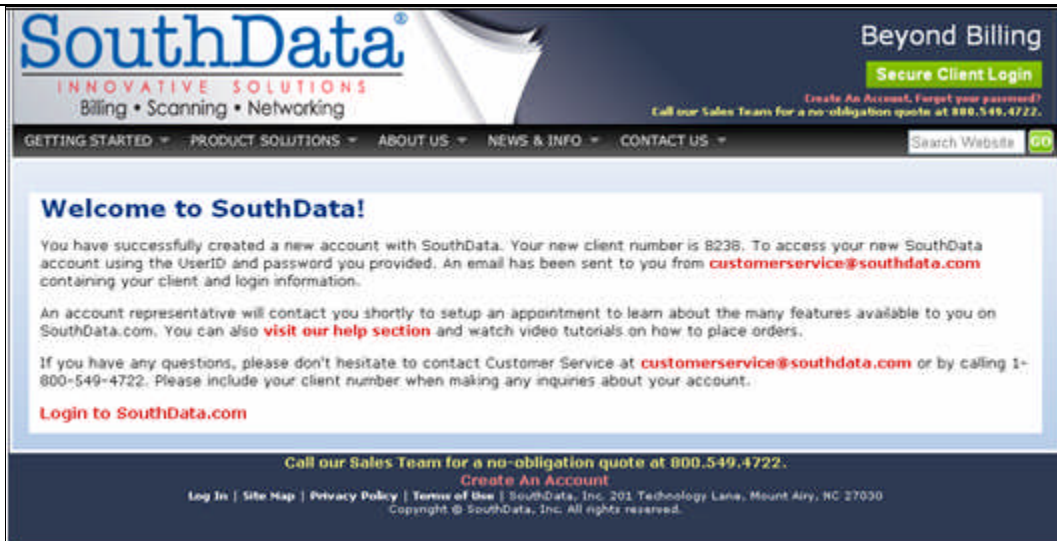 SouthData®
INNOVATIVE SOLUTIONS
Billing • Scanning • Networking
Beyond Billing
Secure Client Login
Create An Account, Forget your password?
Call our Sales Team for a no-obligation quote at 800.549.4722.
GETTING STARTED PRODUCT SOLUTIONS ABOUT US NEWS & INFO CONTACT US Search Website GO
Welcome to SouthData!
You have successfully created a new account with SouthData. Your new client number is 8238. To access your new SouthData
account using the UserID and password you provided. An email has been sent to you from customerservice@southdata.com
containing your client and login information.
An account representative will contact you shortly to setup an appointment to learn about the many features available to you on
SouthData.com. You can also visit our help section and watch video tutorials on how to place orders.
If you have any questions, please don't hesitate to contact Customer Service at customerservice@southdata.com or by calling 1-
800-549-4722. Please include your client number when making any inquiries about your account.
Login to SouthData.com
Call our Sales Team for a no-obligation quote at 800.549.4722.
Create An Account
Log In | Site Map | Privacy Policy | Terms of Use | SouthData, Inc. 201 Technology Lane, Mount Airy, NC 27030
Copyright © SouthData, Inc. All rights reserved.